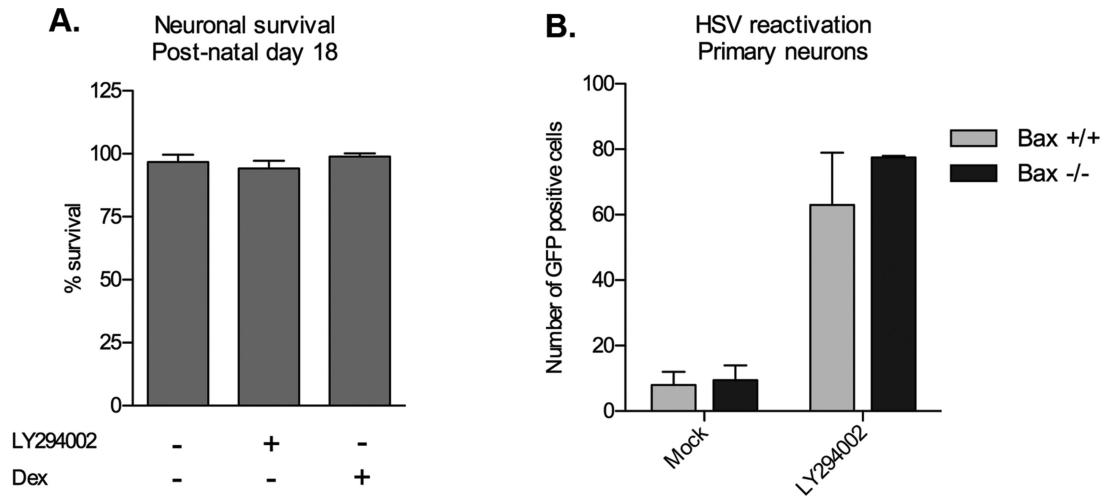 A.
Neuronal survival
Post-natal day 18
% survival
125
100
75
50
25
0
LY294002 - + -
Dex - - +
B.
HSV reactivation
Primary neurons
Number of GFP positive cells
100
80
60
40
20
0
Mock
LY294002
Bax +/+
Bax -/-